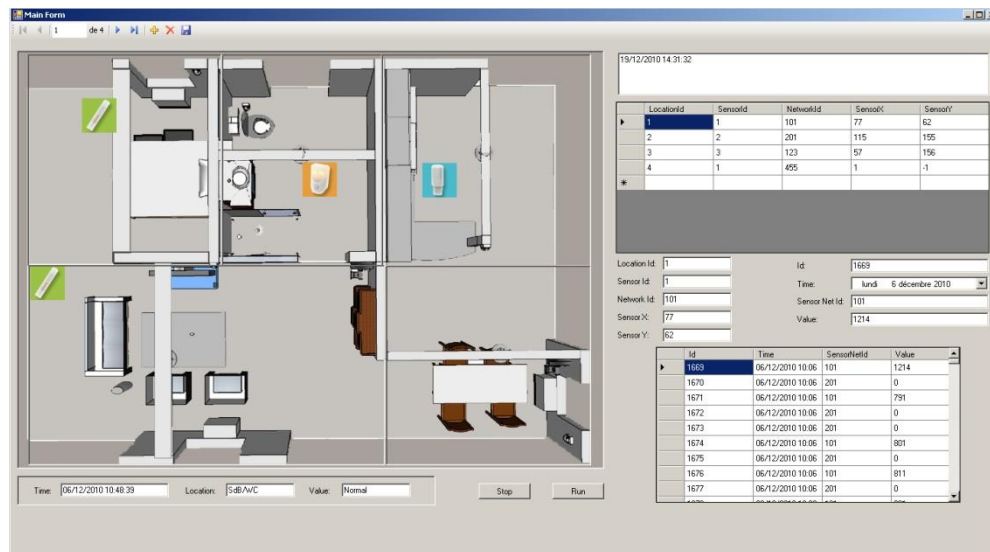 Main Form
1 de 4
19/12/2010 14:31:32
LocationId SensorId NetworkId SensorX SensorY
1 1 101 77 62
2 2 201 115 155
3 3 123 57 156
4 1 455 1 -1
Location Id: 1
Sensor Id: 1
Network Id: 101
Sensor X: 77
Sensor Y: 62
Id: 1669
Time: lundi 6 décembre 2010
Sensor Net Id: 101
Value: 1214
Id Time SensorNetId Value
1669 06/12/2010 10:06 101 1214
1670 06/12/2010 10:06 201 0
1671 06/12/2010 10:06 101 791
1672 06/12/2010 10:06 201 0
1673 06/12/2010 10:06 201 0
1674 06/12/2010 10:06 101 801
1675 06/12/2010 10:06 201 0
1676 06/12/2010 10:06 101 811
1677 06/12/2010 10:06 201 0
Time: 06/12/2010 10:48:39 Location: SdB/WC Value: Normal Stop Run